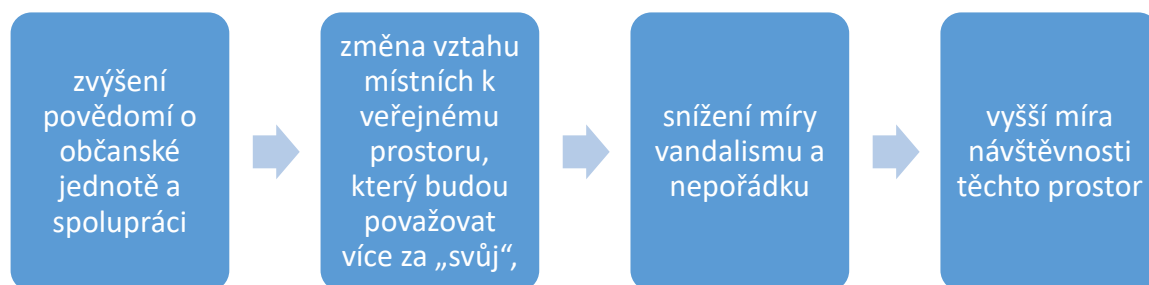 zvýšení
povědomí o
občanské
jednotě a
spolupráci
změna vztahu
místních k
veřejnému
prostoru,
který budou
považovat
více za „svůj“,
snížení míry
vandalismu a
nepořádku
vyšší míra
návštěvnosti
těchto prostor